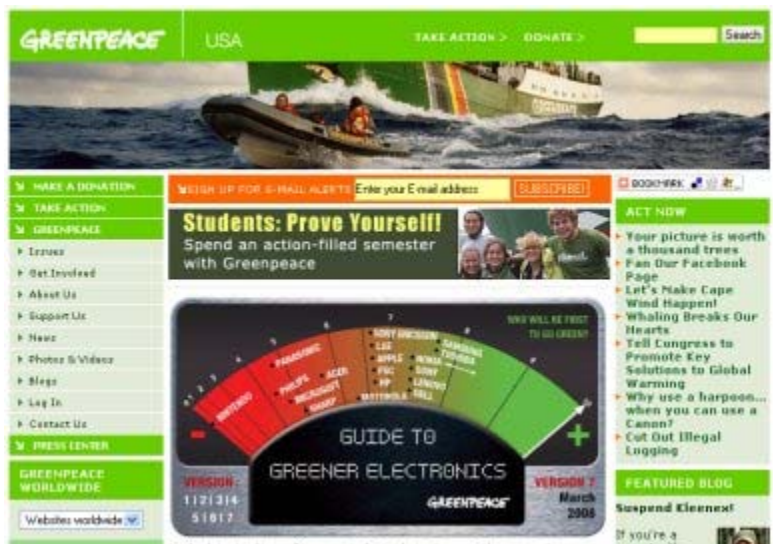 GREENPEACE
USA
TAKE ACTION >
DONATE >
Search
MAKE A DONATION
TAKE ACTION
GREENPEACE
Issues
Get Involved
About Us
Support Us
News
Photos & Videos
Blogs
Log In
Contact Us
PRESS CENTER
GREENPEACE
WORLDWIDE
Websites worldwide
SIGN UP FOR E-MAIL ALERTS
Enter your E-mail address
SUBSCRIBE!
Students: Prove Yourself!
Spend an action-filled semester
with Greenpeace
WHO WILL BE FIRST
TO GO GREEN?
NINTENDO
PANASONIC
PHILIPS
ACER
MICROSOFT
SHARP
SONY ERICSSON
LGE
APPLE
FSC
HP
MOTOROLA
NOKIA
SONY
LENOVO
DELL
SAMSUNG
TOSHIBA
GUIDE TO
GREENER ELECTRONICS
GREENPEACE
VERSION:
1|2|3|4
5|6|7
VERSION 7
March
2008
BOOKMARK
ACT NOW
Your picture is worth
a thousand trees
Fan Our Facebook
Page
Let's Make Cape
Wind Happen!
Whaling Breaks Our
Hearts
Tell Congress to
Promote Key
Solutions to Global
Warming
Why use a harpoon...
when you can use a
Canon?
Cut Out Illegal
Logging
FEATURED BLOG
Suspend Kleenex!
If you're a